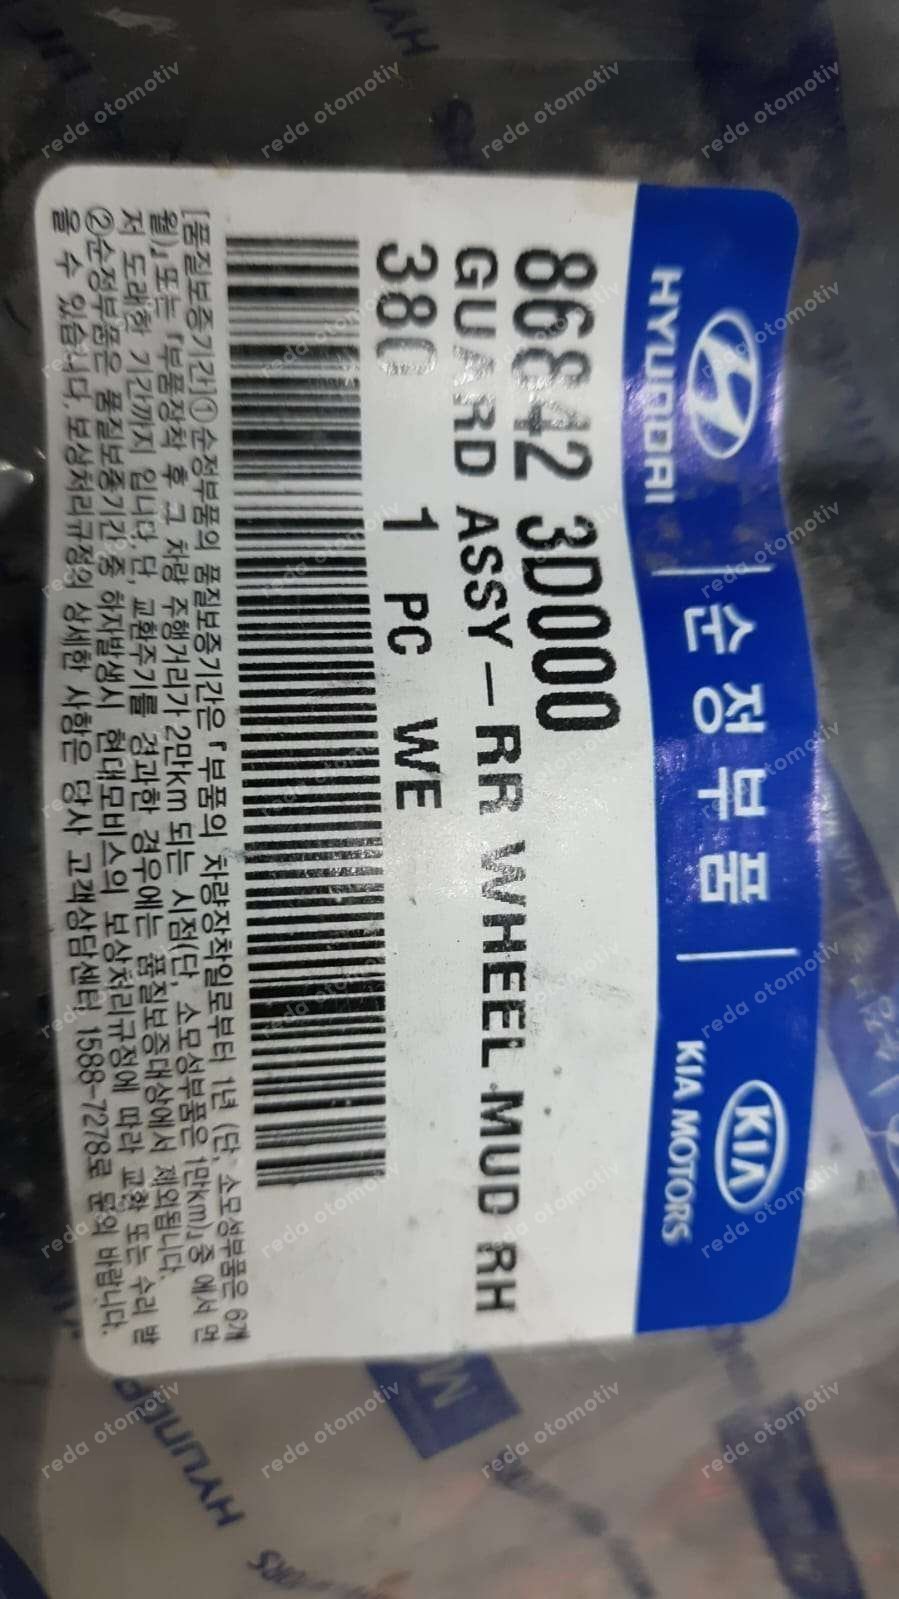 HYUNDAI | 순정부품 | KIA KIA MOTORS
86842 3D000
GUARD ASSY-RR WHEEL MUD RH
380 1 PC WE
[품질보증기간] ① 순정부품의 품질보증기간은 『부품의 차량장착일로부터 1년 (단, 소모성부품은 6개
월)』 또는 『부품장착 후 그 차량 주행거리가 2만km 되는 시점(단, 소모성부품은 1만km)』 중 에서 먼
저 도래한 기간까지 입니다. 단, 교환주기를 경과한 경우에는 품질보증대상에서 제외됩니다.
②순정부품은 품질보증기간 중 하자발생시 현대모비스의 보상처리규정에 따라 교환 또는 수리 받
을 수 있습니다. 보상처리규정의 상세한 사항은 당사 고객상담센터 1588-7278로 문의 바랍니다.
HYUNDAI
M
reda otomotiv